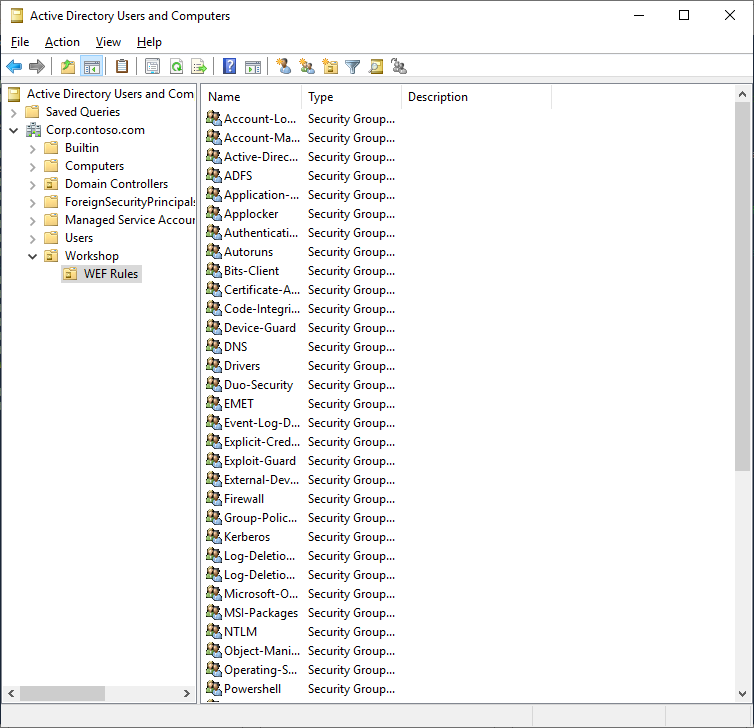 Active Directory Users and Computers
File Action View Help
Active Directory Users and Com
Saved Queries
Corp.contoso.com
Builtin
Computers
Domain Controllers
ForeignSecurityPrincipals
Managed Service Accour
Users
Workshop
WEF Rules
Name Type Description
Account-Lo... Security Group...
Account-Ma... Security Group...
Active-Direc... Security Group...
ADFS Security Group...
Application-... Security Group...
Applocker Security Group...
Authenticati... Security Group...
Autoruns Security Group...
Bits-Client Security Group...
Certificate-A... Security Group...
Code-Integri... Security Group...
Device-Guard Security Group...
DNS Security Group...
Drivers Security Group...
Duo-Security Security Group...
EMET Security Group...
Event-Log-D... Security Group...
Explicit-Cred... Security Group...
Exploit-Guard Security Group...
External-Dev... Security Group...
Firewall Security Group...
Group-Polic... Security Group...
Kerberos Security Group...
Log-Deletio... Security Group...
Log-Deletio... Security Group...
Microsoft-O... Security Group...
MSI-Packages Security Group...
NTLM Security Group...
Object-Mani... Security Group...
Operating-S... Security Group...
Powershell Security Group...